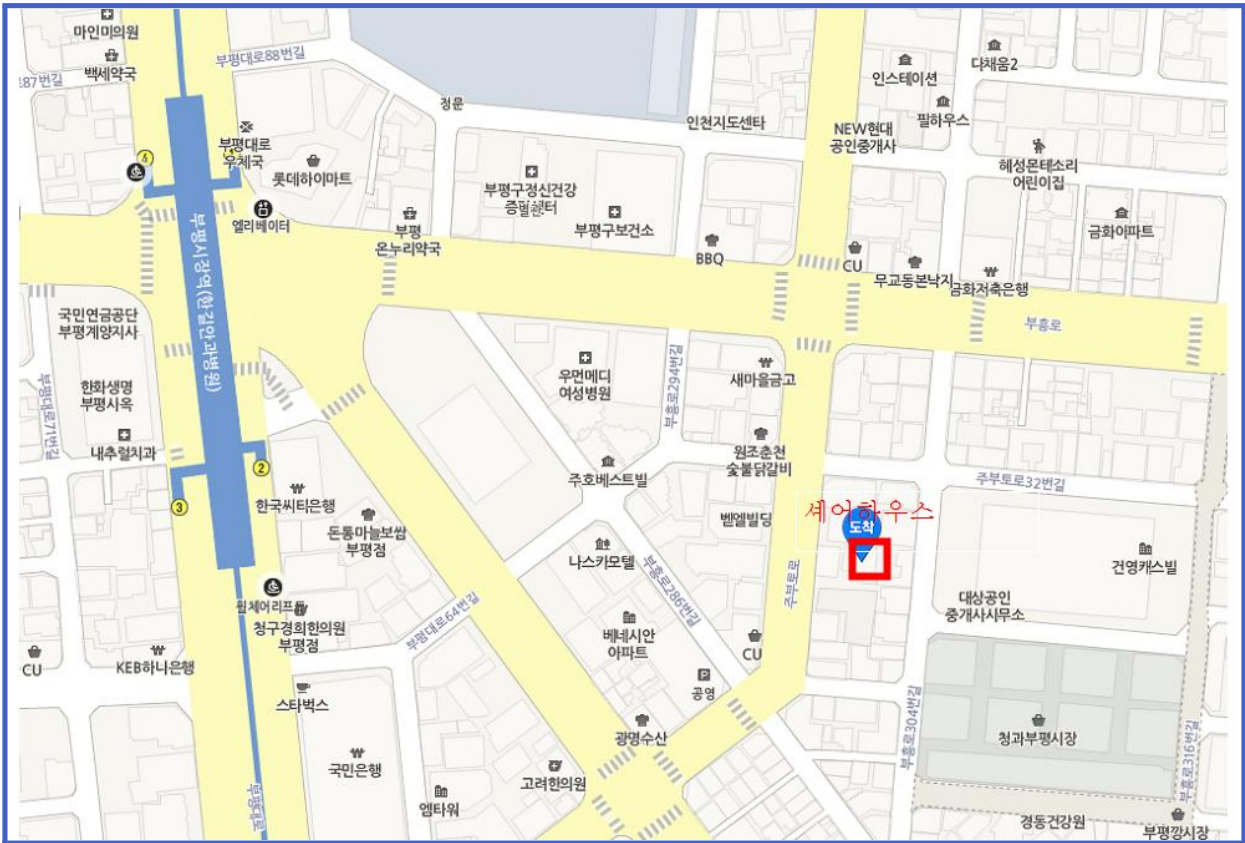 마인미의원
백세약국
.87번길
부평대로88번길
정문
인천지도센타
NEW현대
공인중개사
인스테이션
다채움2
필하우스
혜성몬테소리
어린이집
금화아파트
부평대로
우체국
4
롯데하이마트
엘리베이터
부평
온누리약국
부평구정신건강
증필센터
부평구보건소
BBQ
CU
무교동본낙지
금화저축은행
부흥로
국민연금공단
부평계양지사
한화생명
부평시옥
부평대로71번길
내추럴치과
부평시장역(한길안과병원)
2
3
한국씨티은행
돈통마늘보쌈
부평점
우먼메디
여성병원
부흥로294번길
새마을금고
원조춘천
숯불닭갈비
주호베스트빌
벧엘빌딩
주부토로32번길
셰어하우스
도착
건영캐스빌
대상공인
중개사사무소
나스카모텔
부흥로286번길
주부토로
휠체어리프트
청구경희한의원
부평점
부평대로64번길
베네시안
아파트
CU
공영
CU
KEB하나은행
스타벅스
국민은행
광명수산
고려한의원
엠타워
부평대로
부흥로304번길
청과부평시장
부흥로316번길
경동건강원
부평깡시장